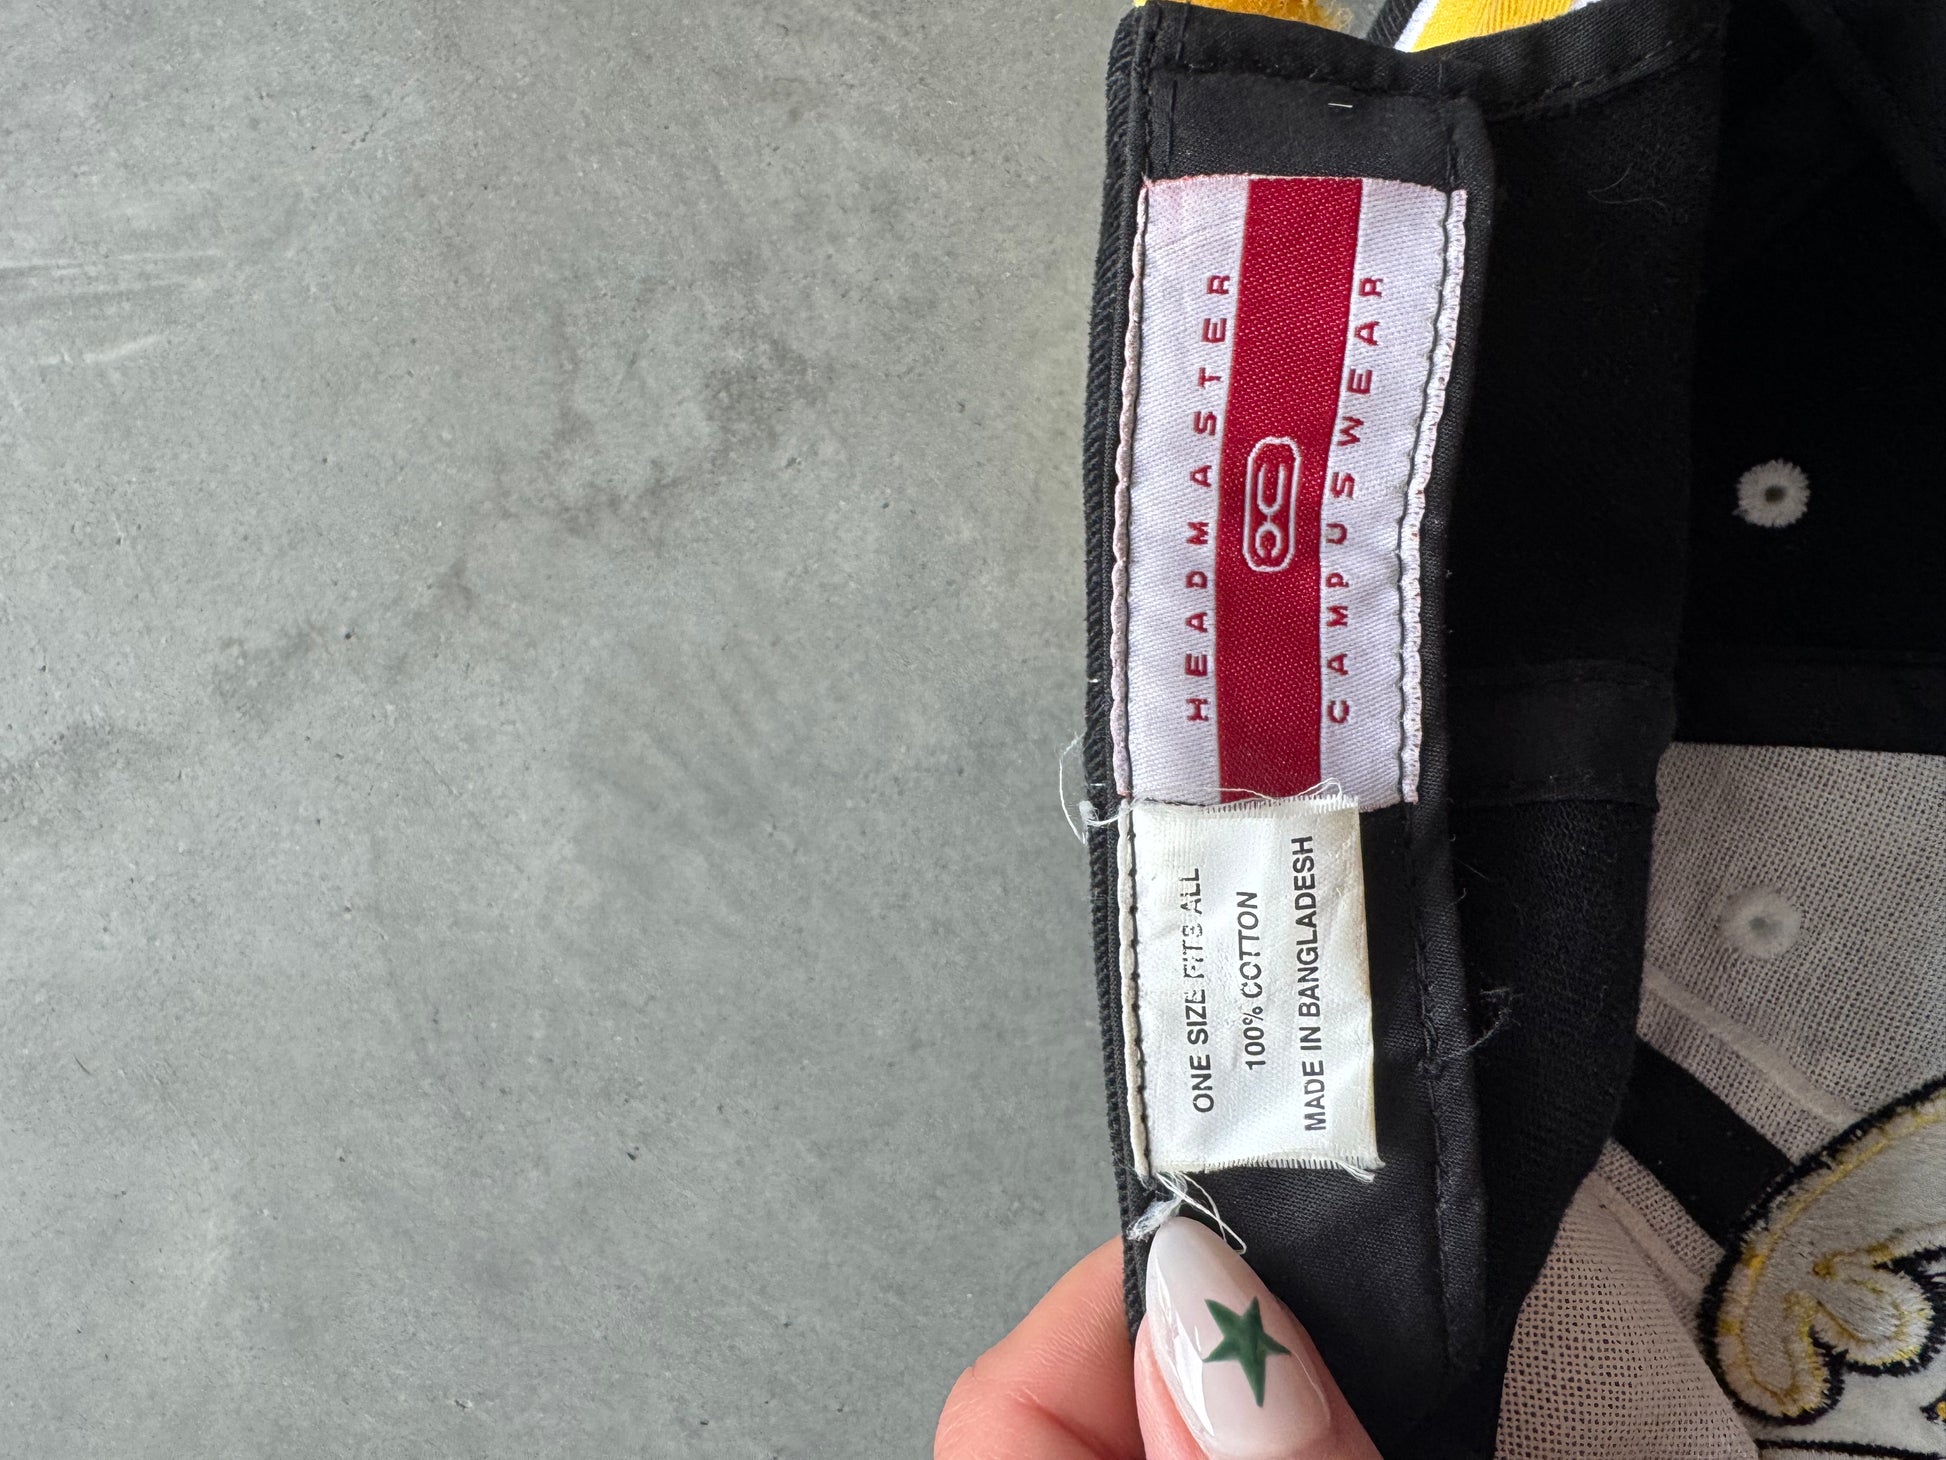 HEADMASTER
CAMPUSWEAR
ONE SIZE FITS ALL
100% COTTON
MADE IN BANGLADESH